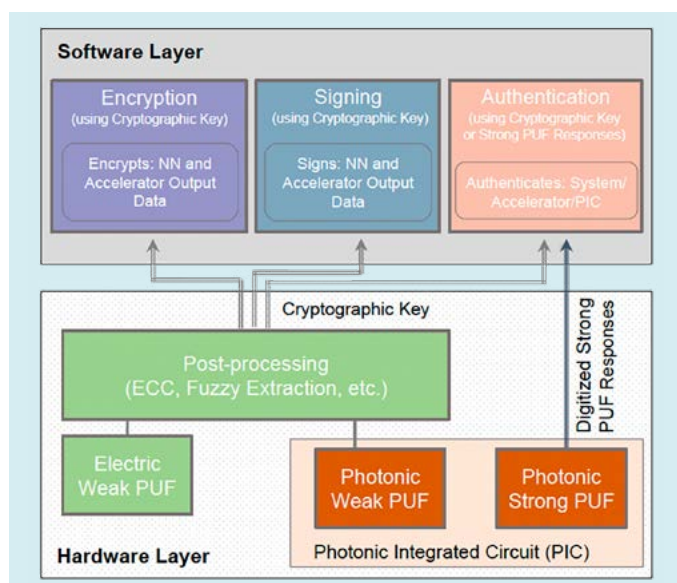 Software Layer
Encryption
(using Cryptographic Key)
Encrypts: NN and
Accelerator Output
Data
Signing
(using Cryptographic Key)
Signs: NN and
Accelerator Output
Data
Authentication
(using Cryptographic Key
or Strong PUF Responses)
Authenticates: System/
Accelerator/PIC
Cryptographic Key
Digitized Strong
PUF Responses
Post-processing
(ECC, Fuzzy Extraction, etc.)
Electric
Weak PUF
Photonic
Weak PUF
Photonic
Strong PUF
Hardware Layer
Photonic Integrated Circuit (PIC)